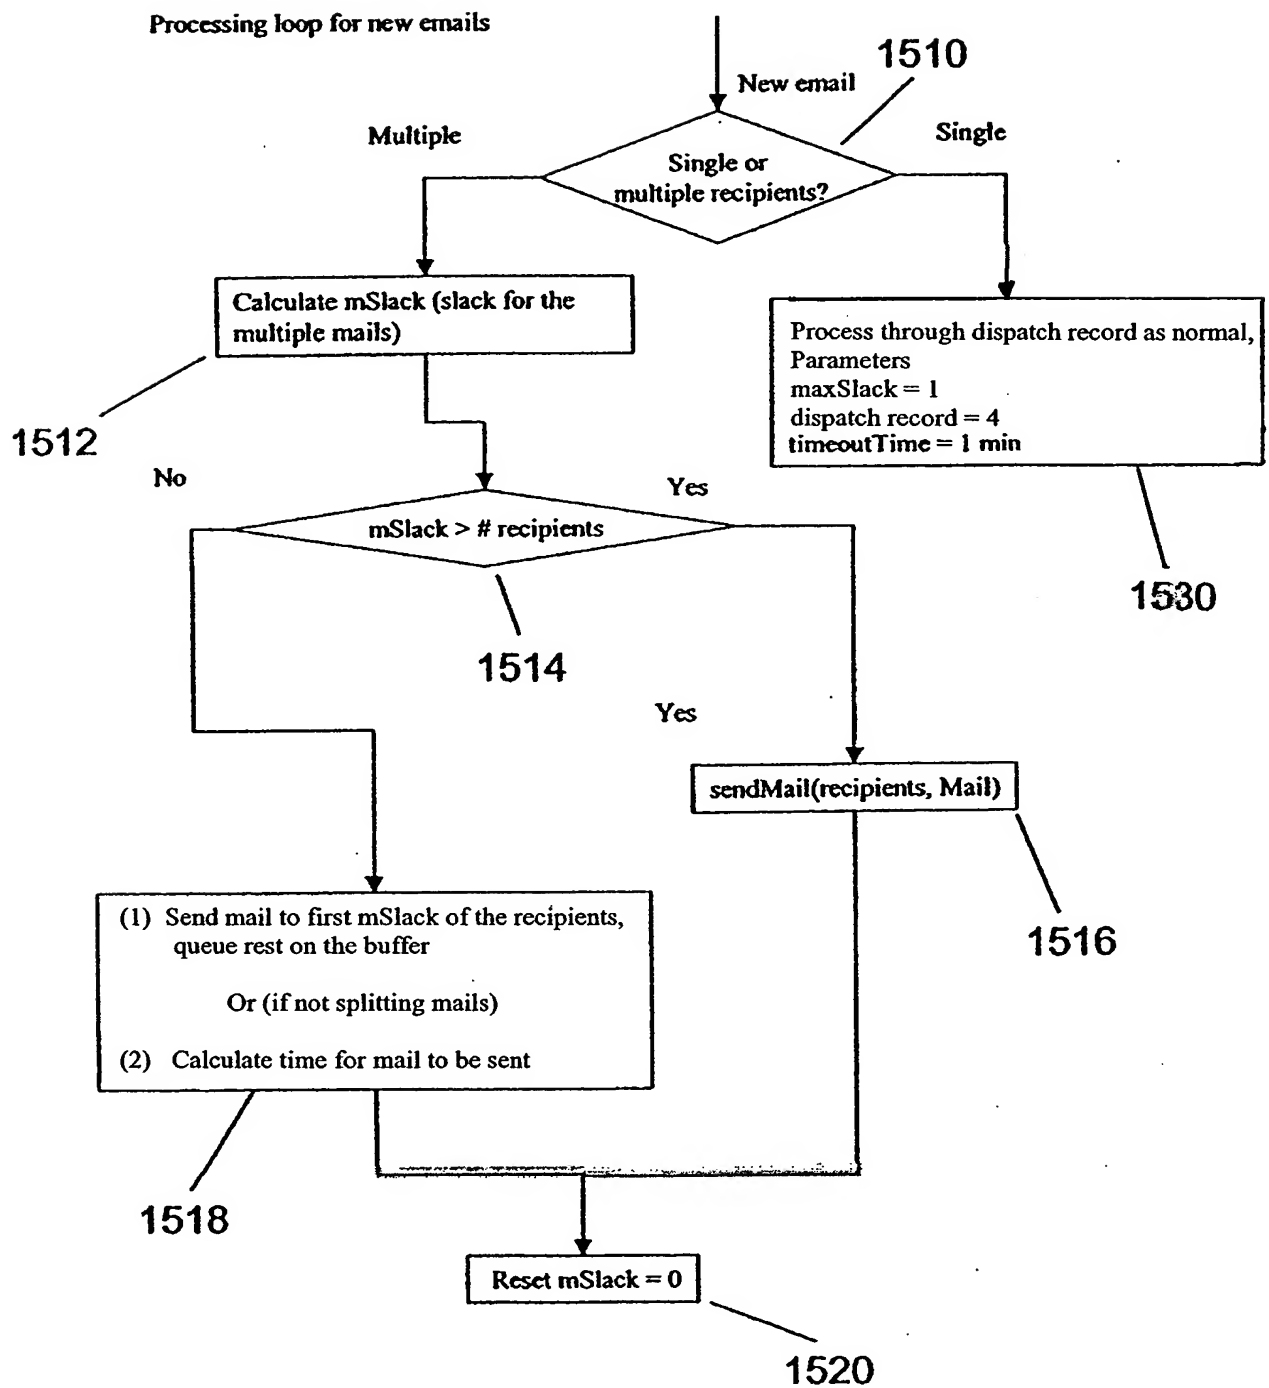 Processing loop for new emails
1510
New email
Multiple
Single
Single or
multiple recipients?
Calculate mSlack (slack for the
multiple mails)
Process through dispatch record as normal,
Parameters
maxSlack = 1
dispatch record = 4
timeoutTime = 1 min
1512
No
Yes
mSlack > # recipients
1530
1514
Yes
sendMail(recipients, Mail)
(1) Send mail to first mSlack of the recipients,
queue rest on the buffer
Or (if not splitting mails)
(2) Calculate time for mail to be sent
1516
1518
Reset mSlack = 0
1520